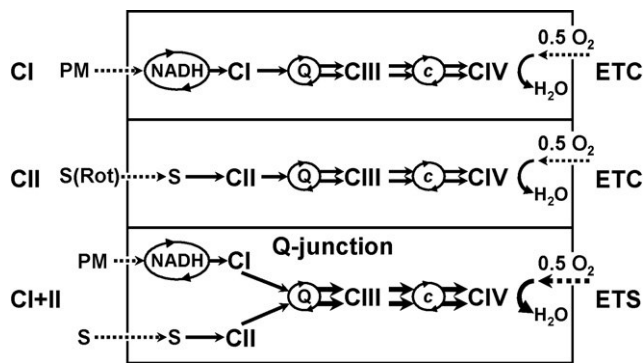 0.5 O₂
CI PM NADH CI Q CIII c CIV H₂O ETC
0.5 O₂
CII S(Rot) S CII Q CIII c CIV H₂O ETC
Q-junction
PM NADH CI 0.5 O₂
CI+II Q CIII c CIV H₂O ETS
S S CII